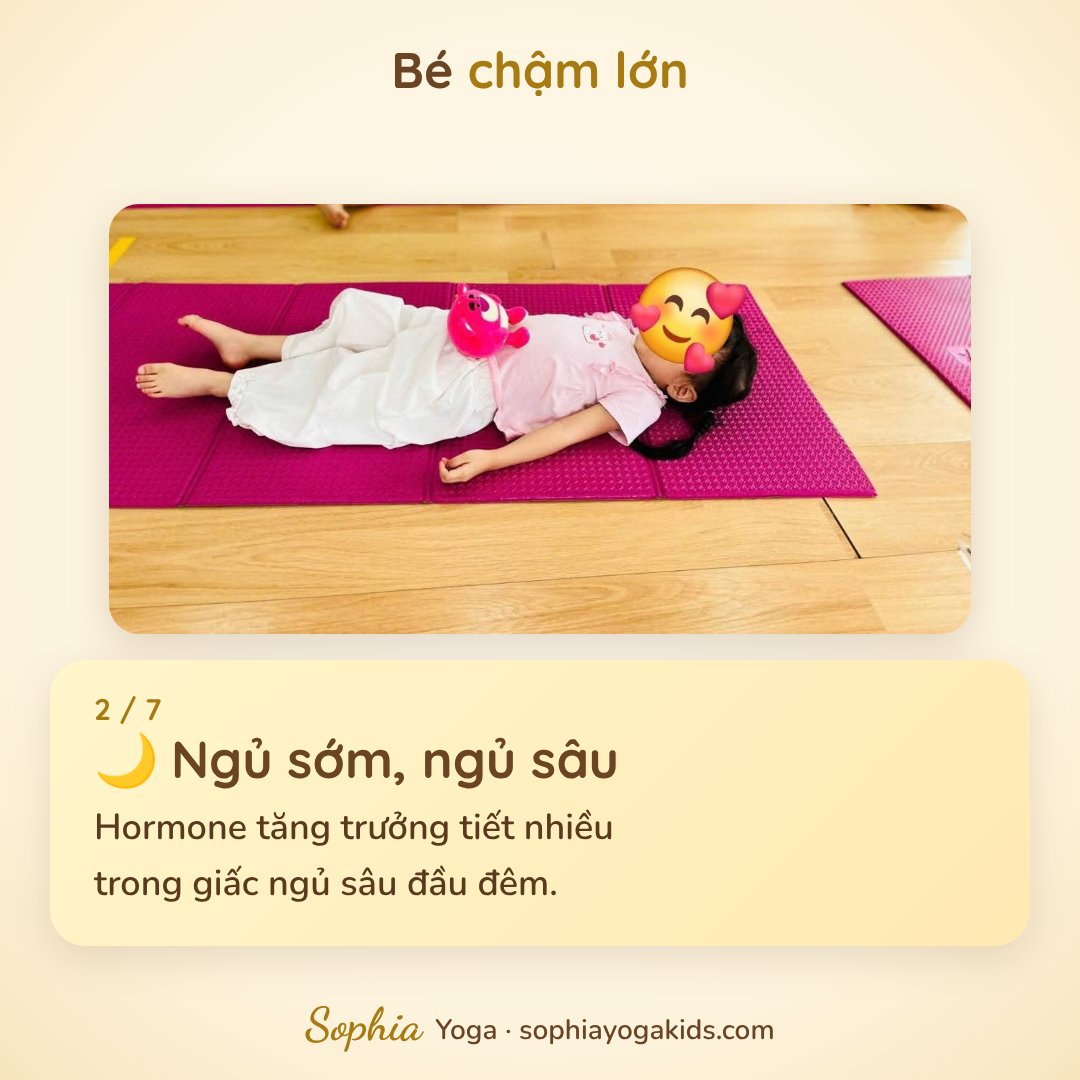 Bé chậm lớn
2 / 7
🌙 Ngủ sớm, ngủ sâu
Hormone tăng trưởng tiết nhiều
trong giấc ngủ sâu đầu đêm.
Sophia Yoga · sophiayogakids.com